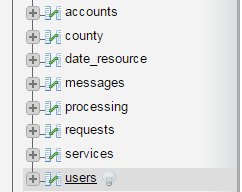 accounts
county
date_resource
messages
processing
requests
services
users